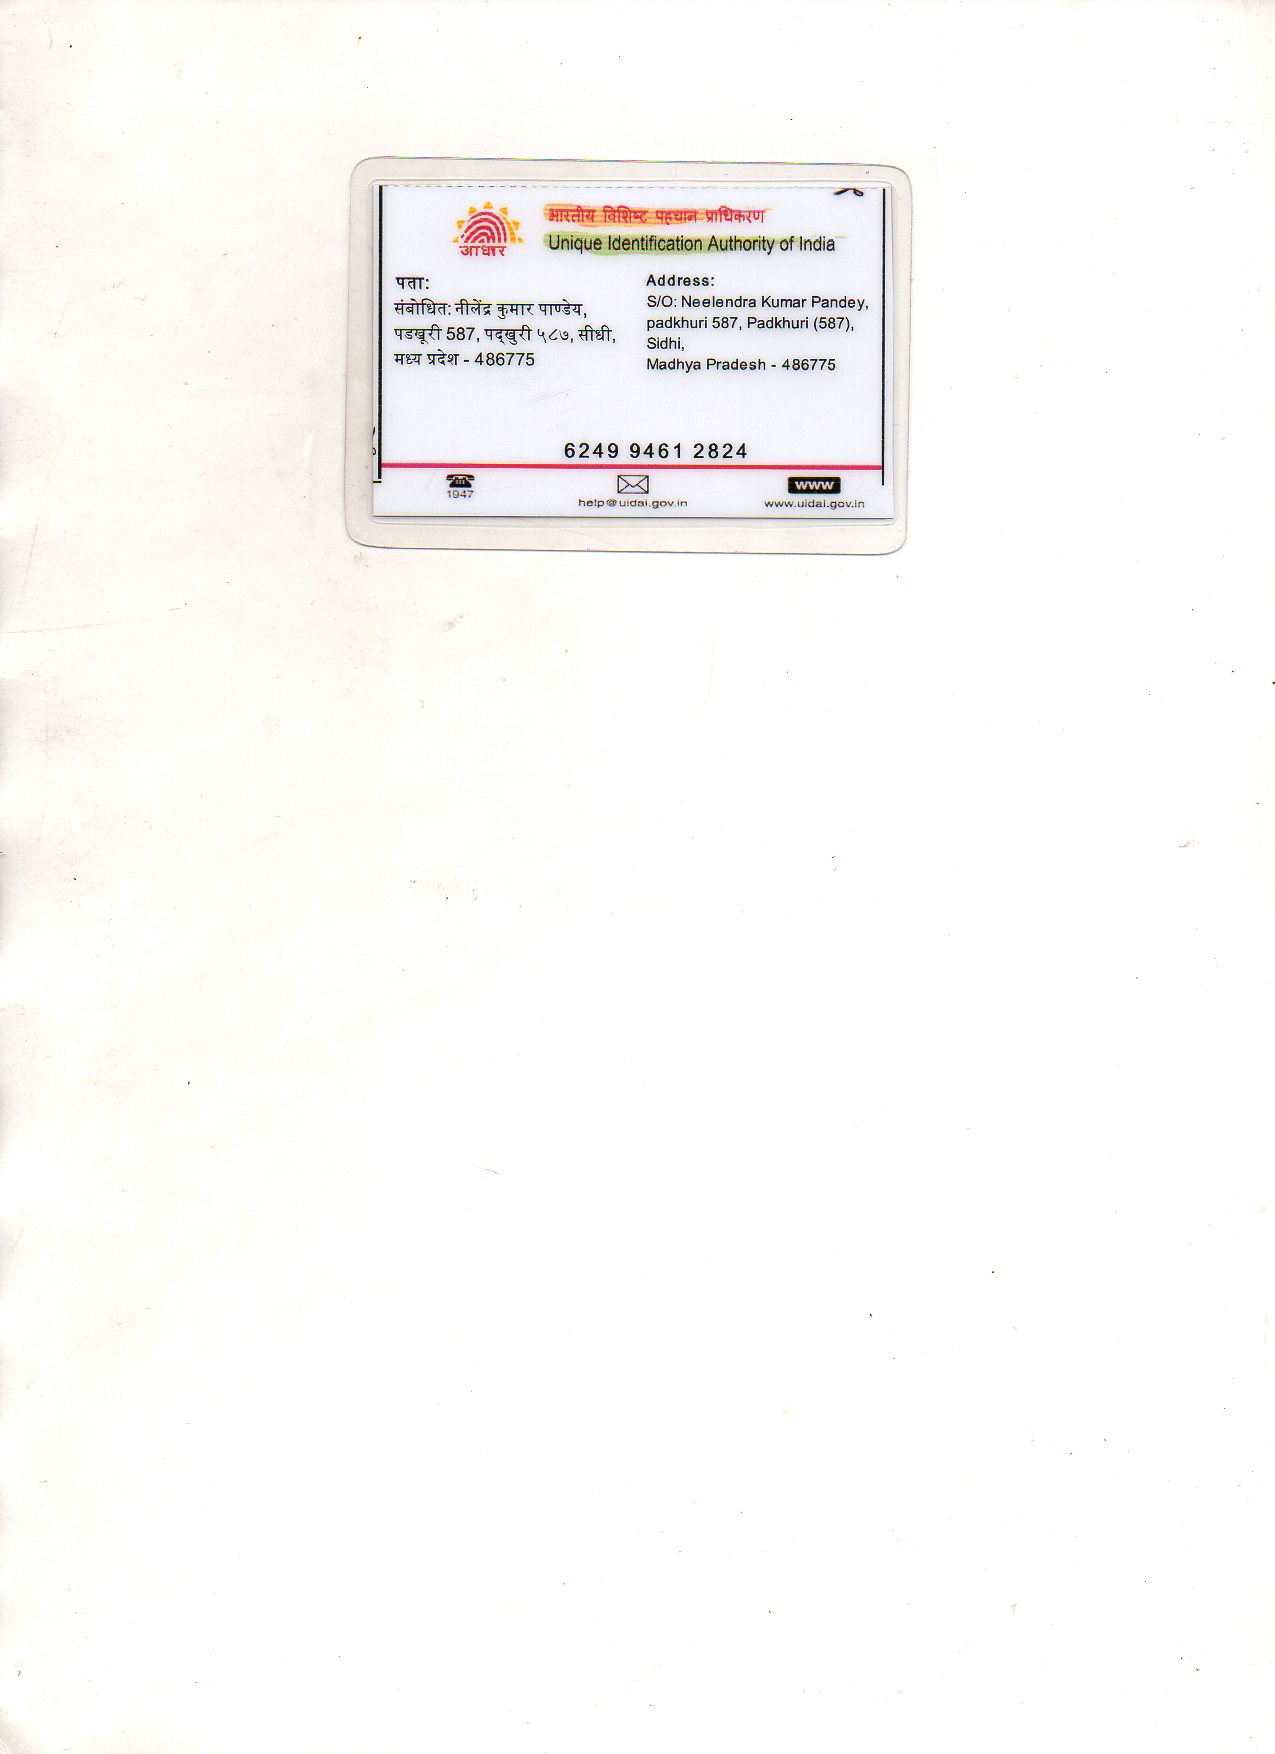 आधार
भारतीय विशिष्ट पहचान प्राधिकरण
Unique Identification Authority of India
पता:
संबोधित: नीलेंद्र कुमार पाण्डेय,
पडखूरी 587, पद्खुरी ५८७, सीधी,
मध्य प्रदेश - 486775
Address:
S/O: Neelendra Kumar Pandey,
padkhuri 587, Padkhuri (587),
Sidhi,
Madhya Pradesh - 486775
6249 9461 2824
1947
help@uidai.gov.in
www
www.uidai.gov.in